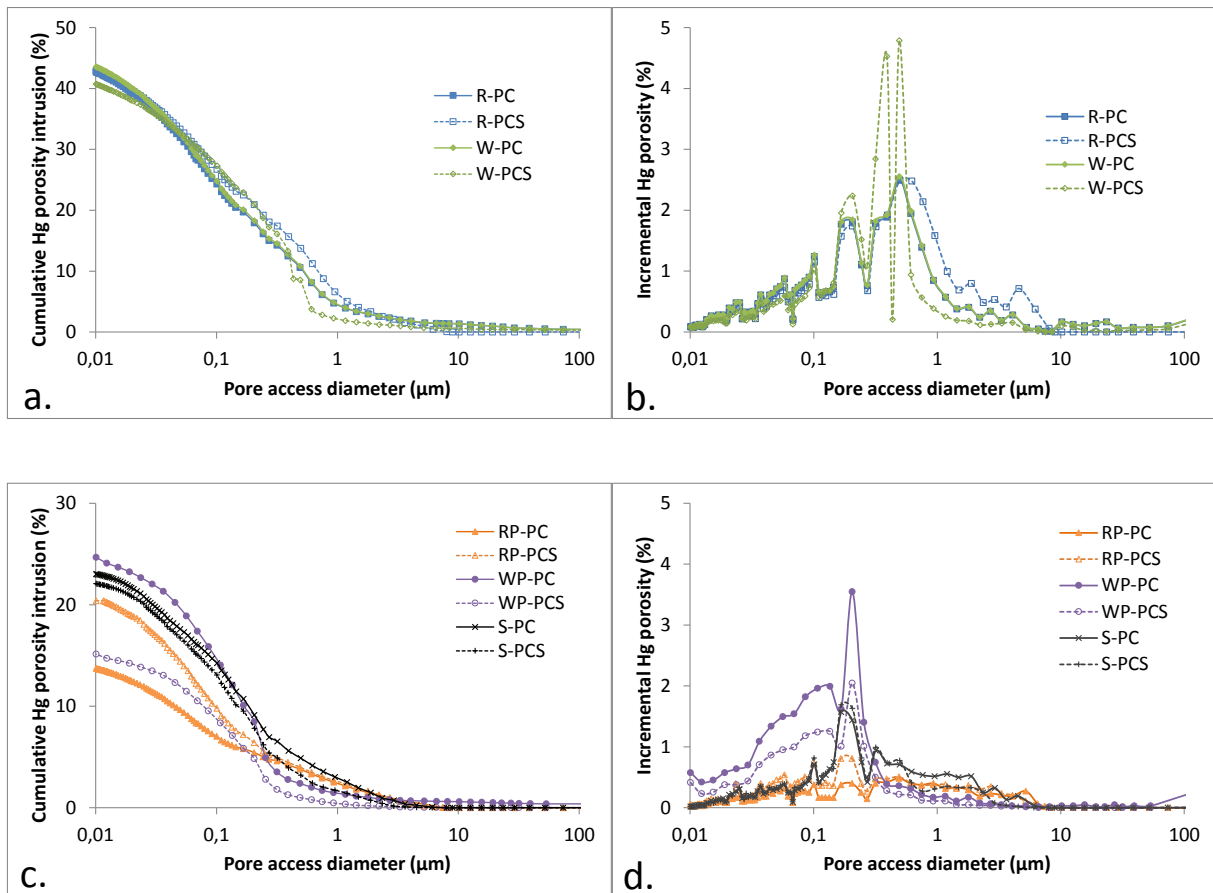 50
40
30
20
10
0
0,01
0,1
1
10
100
Cumulative Hg porosity intrusion (%)
Pore access diameter (µm)
R-PC
R-PCS
W-PC
W-PCS
a.
5
4
3
2
1
0
0,01
0,1
1
10
100
Incremental Hg porosity (%)
Pore access diameter (µm)
R-PC
R-PCS
W-PC
W-PCS
b.
30
20
10
0
0,01
0,1
1
10
100
Cumulative Hg porosity intrusion (%)
Pore access diameter (µm)
RP-PC
RP-PCS
WP-PC
WP-PCS
S-PC
S-PCS
c.
5
4
3
2
1
0
0,01
0,1
1
10
100
Incremental Hg porosity (%)
Pore access diameter (µm)
RP-PC
RP-PCS
WP-PC
WP-PCS
S-PC
S-PCS
d.